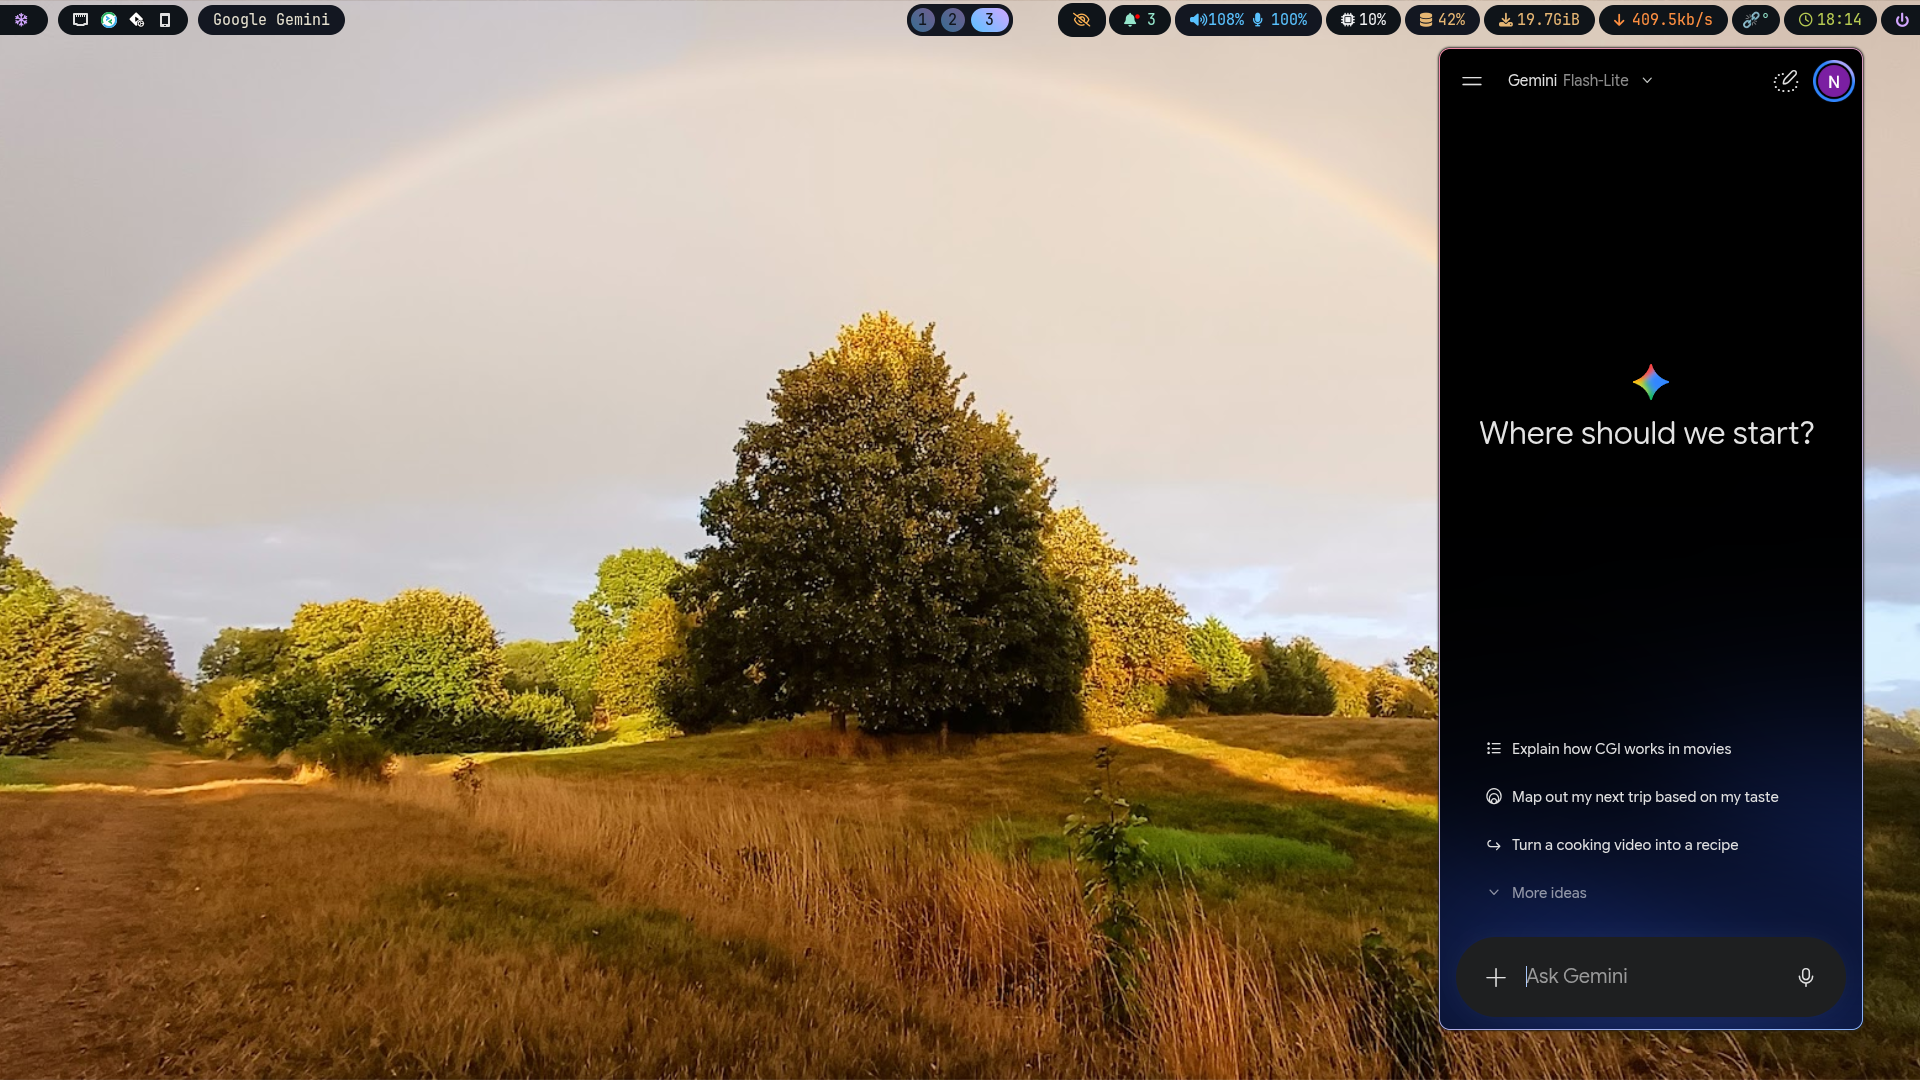 Google Gemini
1 2 3
3
108% 100%
10%
42%
19.7GiB
409.5kb/s
°
18:14
Gemini Flash-Lite
N
Where should we start?
Explain how CGI works in movies
Map out my next trip based on my taste
Turn a cooking video into a recipe
More ideas
Ask Gemini